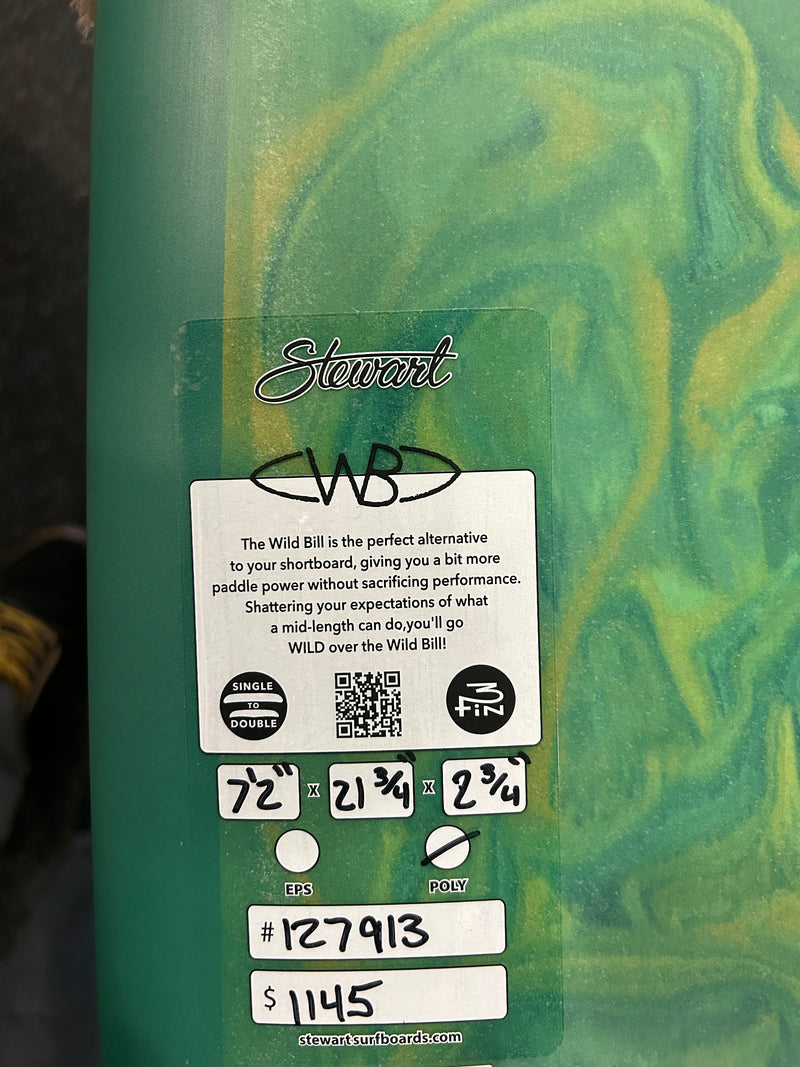 Stewart
WB
The Wild Bill is the perfect alternative
to your shortboard, giving you a bit more
paddle power without sacrificing performance.
Shattering your expectations of what
a mid-length can do,you'll go
WILD over the Wild Bill!
SINGLE
TO
DOUBLE
3
FiN
7'2" x 21 3/4" x 2 3/4"
EPS POLY
# 127913
$ 1145
stewartsurfboards.com